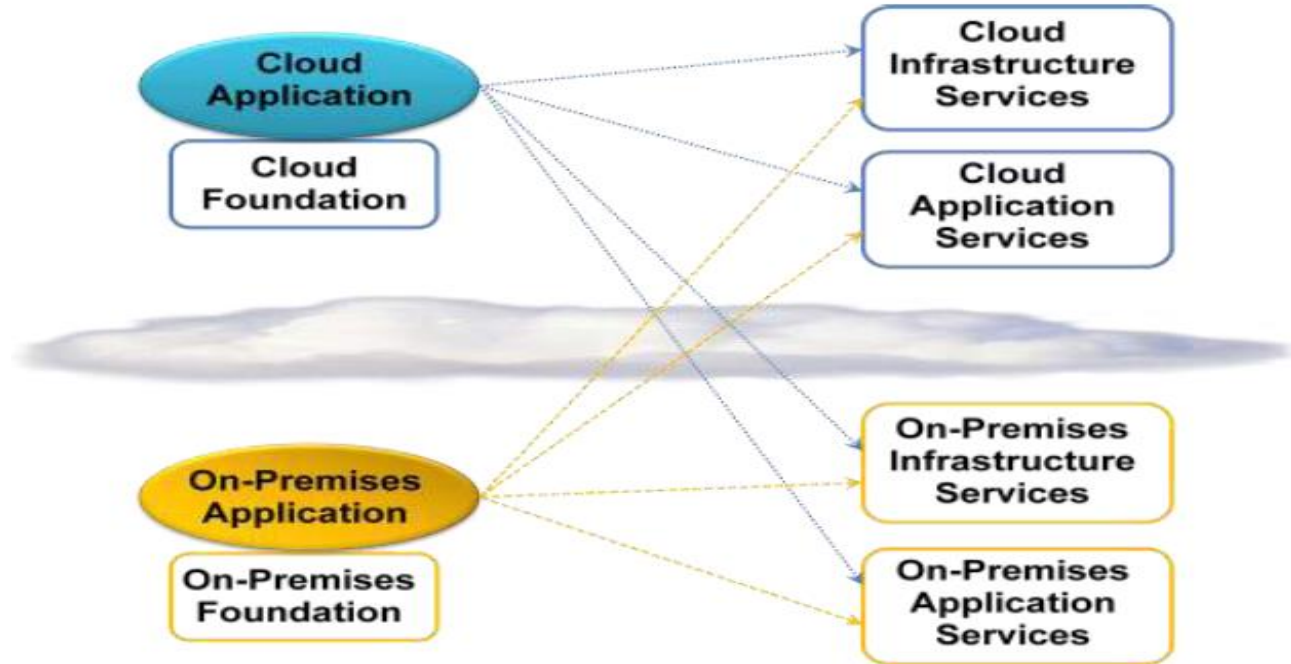 Cloud
Application
Cloud
Foundation
Cloud
Infrastructure
Services
Cloud
Application
Services
On-Premises
Application
On-Premises
Foundation
On-Premises
Infrastructure
Services
On-Premises
Application
Services